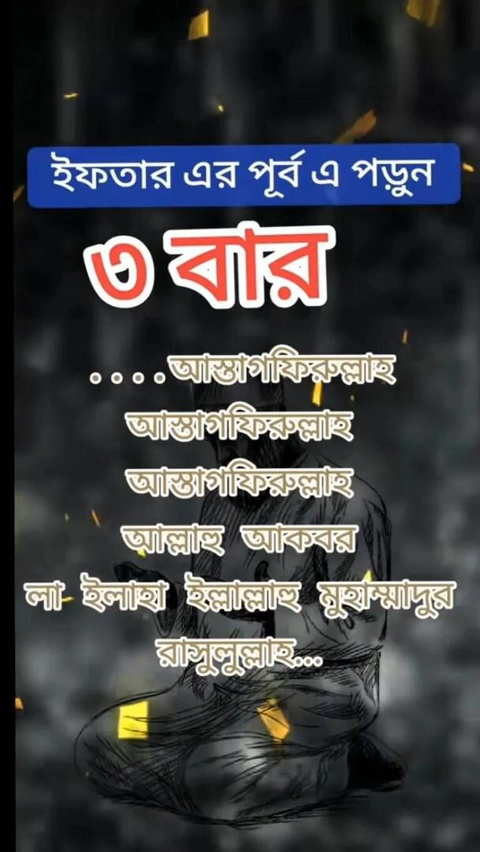 ইফতার এর পূর্ব এ পড়ুন
৩ বার
....আস্তাগফিরুল্লাহ
আস্তাগফিরুল্লাহ
আস্তাগফিরুল্লাহ
আল্লাহু আকবর
লা ইলাহা ইল্লাল্লাহু মুহাম্মাদুর
রাসুলুল্লাহ...